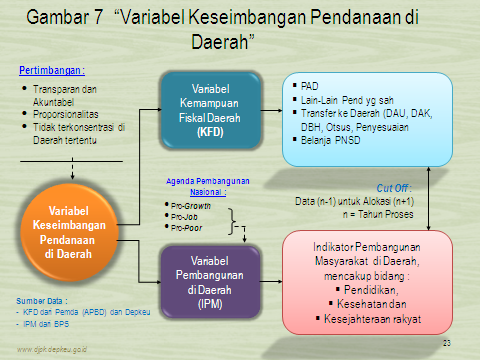 Gambar 7 “Variabel Keseimbangan Pendanaan di
Daerah”
Pertimbangan :
• Transparan dan
Akuntabel
• Proporsionalitas
• Tidak terkonsentrasi di
Daerah tertentu
Variabel
Keseimbangan
Pendanaan
di Daerah
Sumber Data :
- KFD dari Pemda (APBD) dan Depkeu
- IPM dari BPS
www.djpk.depkeu.go.id
Variabel
Kemampuan
Fiskal Daerah
(KFD)
Agenda Pembangunan
Nasional :
• Pro-Growth
• Pro-Job
• Pro-Poor
Variabel
Pembangunan
di Daerah
(IPM)
• PAD
• Lain-Lain Pend yg sah
• Transfer ke Daerah (DAU, DAK,
DBH, Otsus, Penyesuaian
• Belanja PNSD
Cut Off :
Data (n-1) untuk Alokasi (n+1)
n = Tahun Proses
Indikator Pembangunan
Masyarakat di Daerah,
mencakup bidang :
▪ Pendidikan,
▪ Kesehatan dan
▪ Kesejahteraan rakyat
23